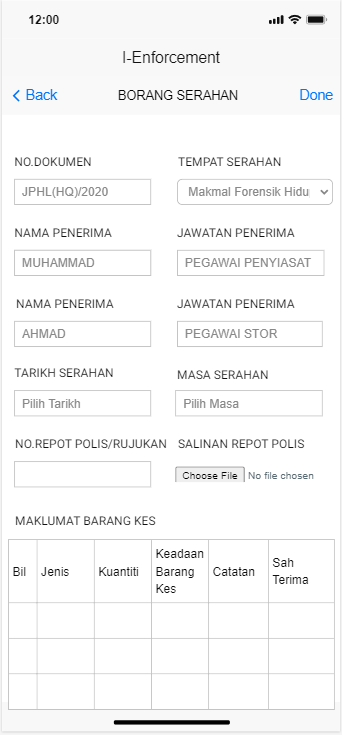 12:00
I-Enforcement
Back
BORANG SERAHAN
Done
NO.DOKUMEN
TEMPAT SERAHAN
JPHL(HQ)/2020
Makmal Forensik Hidu
NAMA PENERIMA
JAWATAN PENERIMA
MUHAMMAD
PEGAWAI PENYIASAT
NAMA PENERIMA
JAWATAN PENERIMA
AHMAD
PEGAWAI STOR
TARIKH SERAHAN
MASA SERAHAN
Pilih Tarikh
Pilih Masa
NO.REPOT POLIS/RUJUKAN
SALINAN REPOT POLIS
Choose File No file chosen
MAKLUMAT BARANG KES
Bil
Jenis
Kuantiti
Keadaan
Barang
Kes
Catatan
Sah
Terima